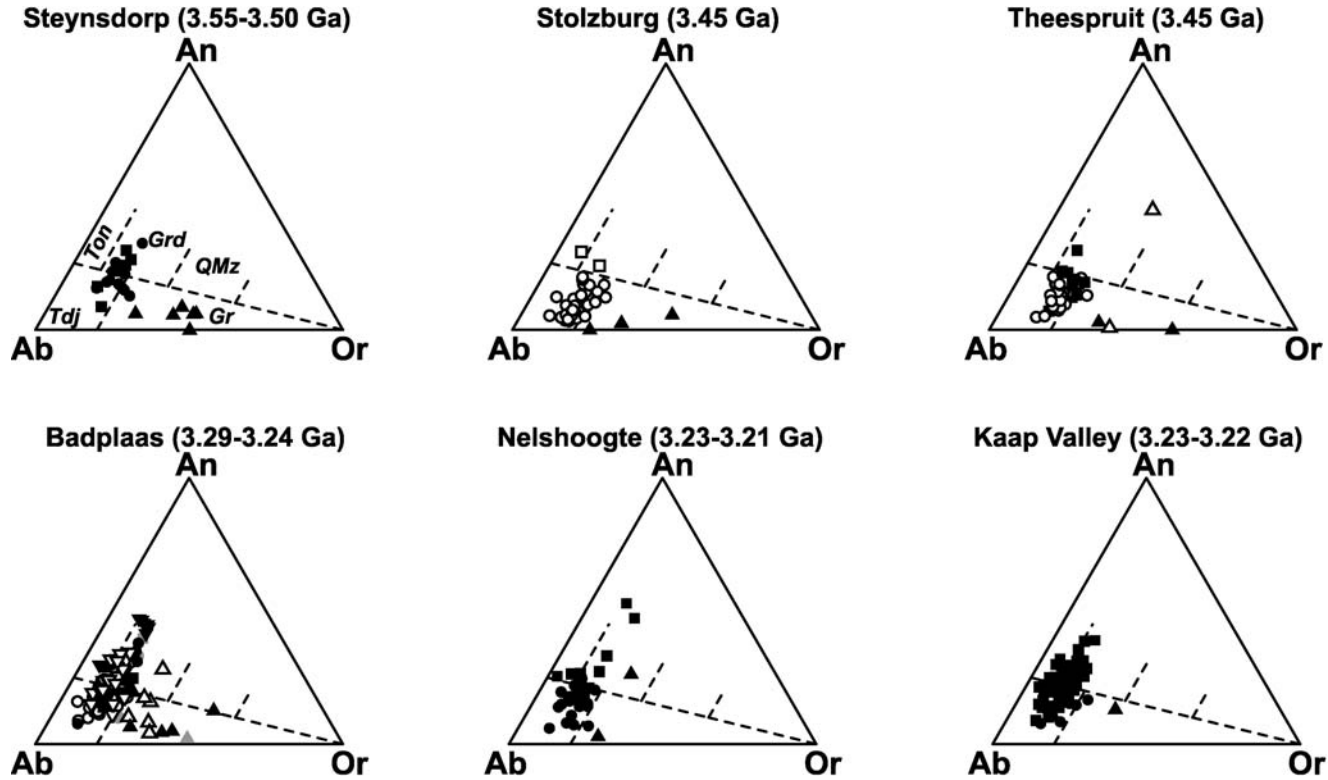 Steynsdorp (3.55-3.50 Ga)
An
Ton
Grd
QMz
Tdj
Gr
Ab
Or
Stolzburg (3.45 Ga)
An
Ab
Or
Theespruit (3.45 Ga)
An
Ab
Or
Badplaas (3.29-3.24 Ga)
An
Ab
Or
Nelshoogte (3.23-3.21 Ga)
An
Ab
Or
Kaap Valley (3.23-3.22 Ga)
An
Ab
Or